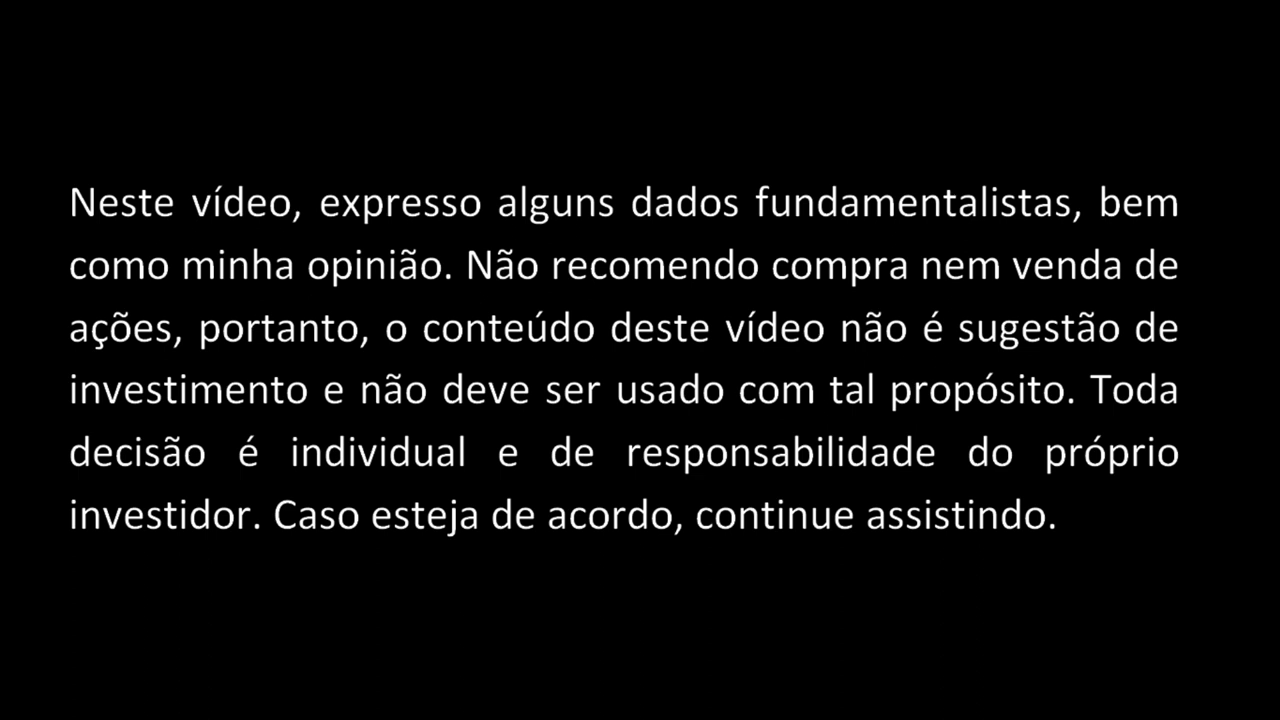 Neste vídeo, expresso alguns dados fundamentalistas, bem
como minha opinião. Não recomendo compra nem venda de
ações, portanto, o conteúdo deste vídeo não é sugestão de
investimento e não deve ser usado com tal propósito. Toda
decisão é individual e de responsabilidade do próprio
investidor. Caso esteja de acordo, continue assistindo.